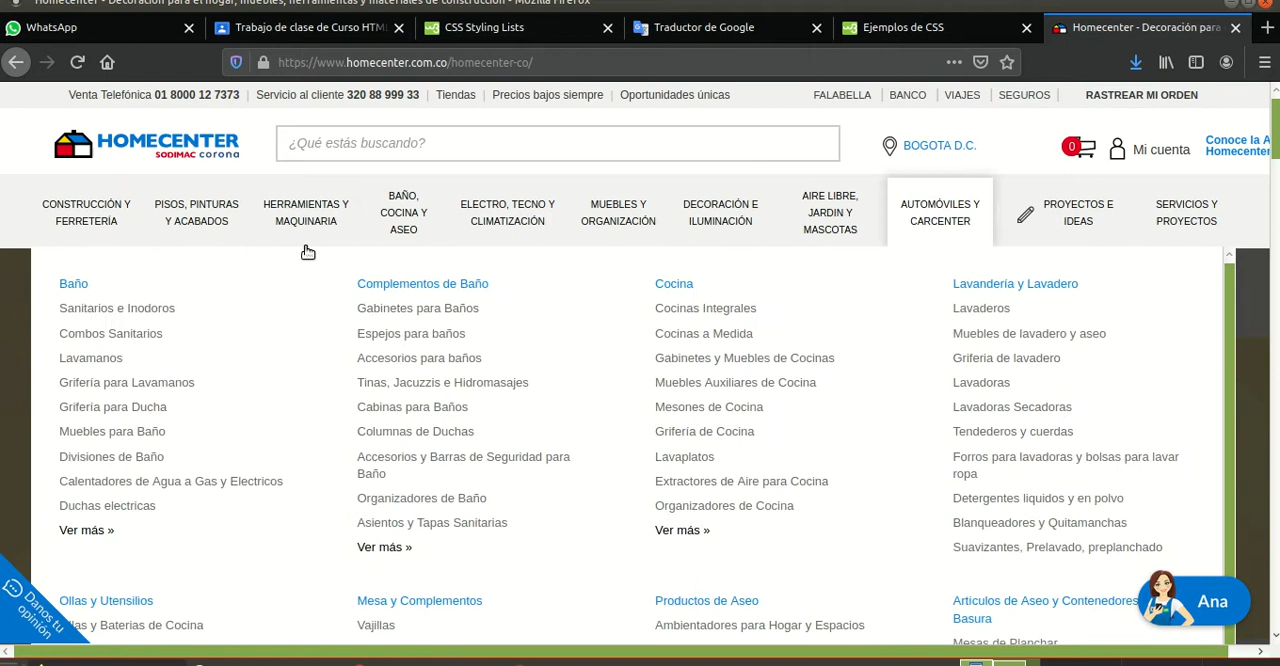 Homecenter - Decoración para el hogar, muebles, herramientas y materiales de construcción - Mozilla Firefox
WhatsApp
Trabajo de clase de Curso HTM
CSS Styling Lists
Traductor de Google
Ejemplos de CSS
Homecenter - Decoración para
https://www.homecenter.com.co/homecenter-co/
Venta Telefónica 01 8000 12 7373 | Servicio al cliente 320 88 999 33 | Tiendas | Precios bajos siempre | Oportunidades únicas
FALABELLA | BANCO | VIAJES | SEGUROS | RASTREAR MI ORDEN
HOMECENTER
SODIMAC corona
¿Qué estás buscando?
BOGOTA D.C.
0
Mi cuenta
Conoce la A
Homecenter
CONSTRUCCIÓN Y
FERRETERÍA
PISOS, PINTURAS
Y ACABADOS
HERRAMIENTAS Y
MAQUINARIA
BAÑO,
COCINA Y
ASEO
ELECTRO, TECNO Y
CLIMATIZACIÓN
MUEBLES Y
ORGANIZACIÓN
DECORACIÓN E
ILUMINACIÓN
AIRE LIBRE,
JARDIN Y
MASCOTAS
AUTOMÓVILES Y
CARCENTER
PROYECTOS E
IDEAS
SERVICIOS Y
PROYECTOS
Baño
Sanitarios e Inodoros
Combos Sanitarios
Lavamanos
Grifería para Lavamanos
Grifería para Ducha
Muebles para Baño
Divisiones de Baño
Calentadores de Agua a Gas y Electricos
Duchas electricas
Ver más »
Complementos de Baño
Gabinetes para Baños
Espejos para baños
Accesorios para baños
Tinas, Jacuzzis e Hidromasajes
Cabinas para Baños
Columnas de Duchas
Accesorios y Barras de Seguridad para
Baño
Organizadores de Baño
Asientos y Tapas Sanitarias
Ver más »
Cocina
Cocinas Integrales
Cocinas a Medida
Gabinetes y Muebles de Cocinas
Muebles Auxiliares de Cocina
Mesones de Cocina
Grifería de Cocina
Lavaplatos
Extractores de Aire para Cocina
Organizadores de Cocina
Ver más »
Lavandería y Lavadero
Lavaderos
Muebles de lavadero y aseo
Griferia de lavadero
Lavadoras
Lavadoras Secadoras
Tendederos y cuerdas
Forros para lavadoras y bolsas para lavar
ropa
Detergentes liquidos y en polvo
Blanqueadores y Quitamanchas
Suavizantes, Prelavado, preplanchado
Ollas y Utensilios
Ollas y Baterias de Cocina
Mesa y Complementos
Vajillas
Productos de Aseo
Ambientadores para Hogar y Espacios
Artículos de Aseo y Contenedores
Basura
Mesas de Planchar
Danos tu
opinión
Ana